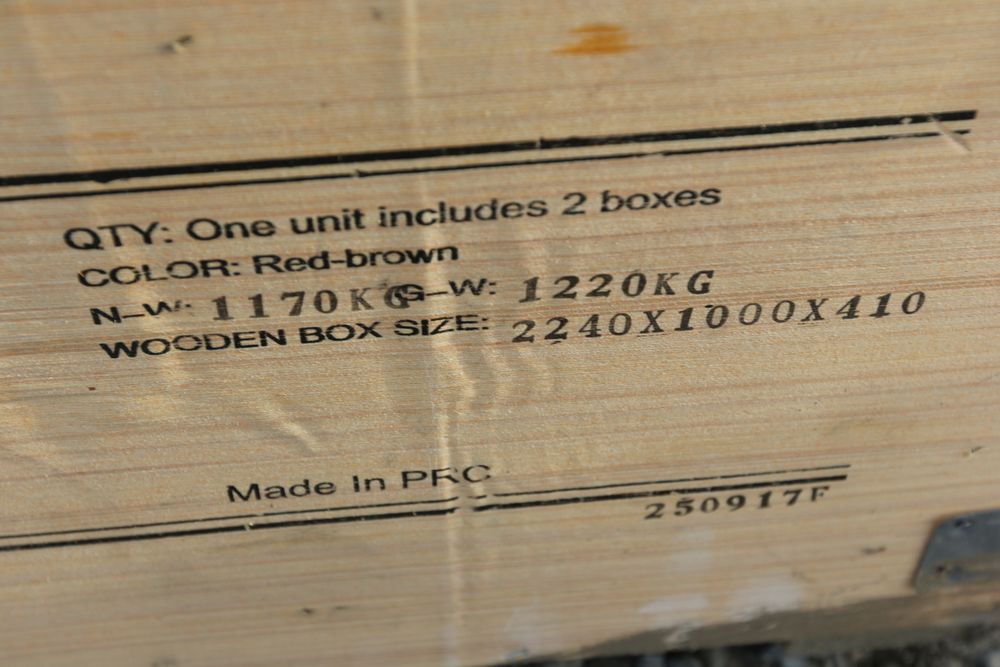 QTY: One unit includes 2 boxes
COLOR: Red-brown
N-W: 1170KG G-W: 1220KG
WOODEN BOX SIZE: 2240X1000X410
Made In PRC
250917F